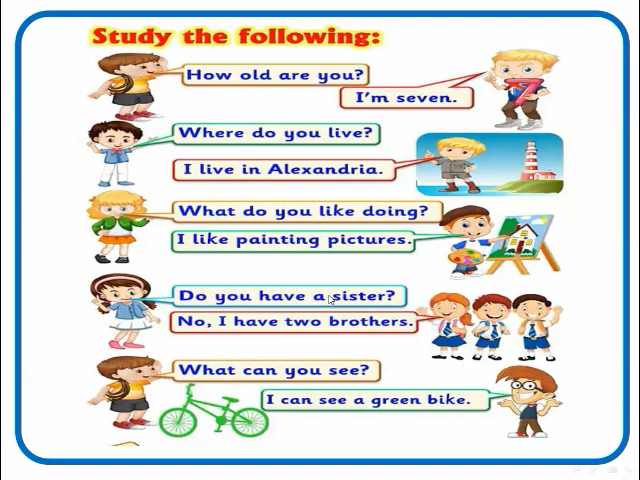 Study the following:
How old are you?
I'm seven.
Where do you live?
I live in Alexandria.
What do you like doing?
I like painting pictures.
Do you have a sister?
No, I have two brothers.
What can you see?
I can see a green bike.